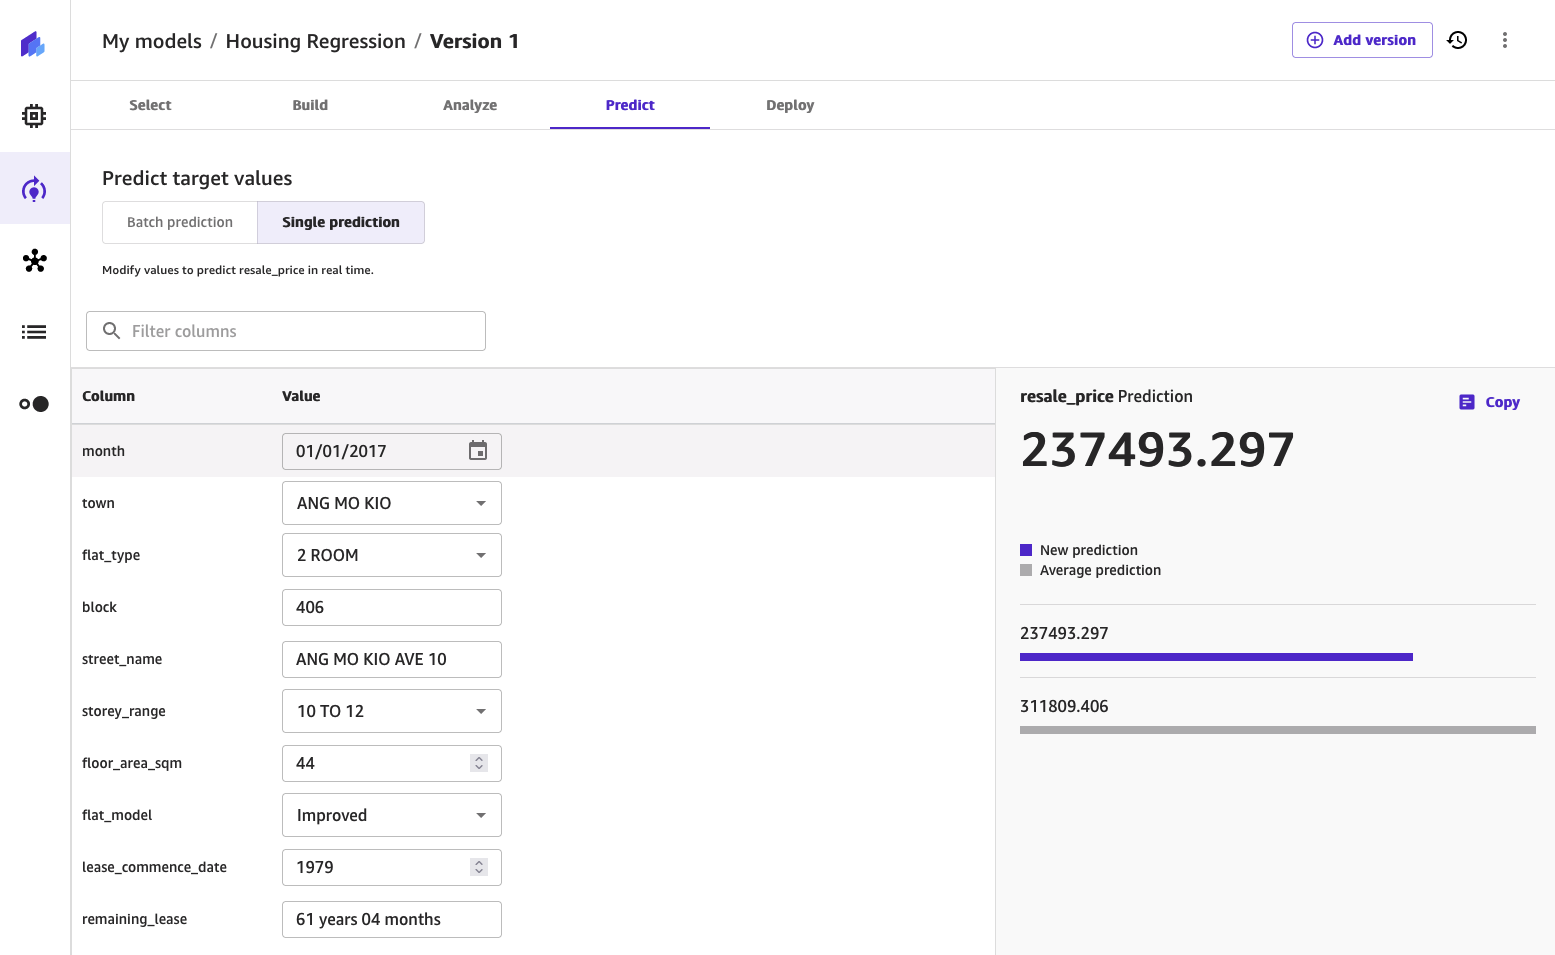 My models / Housing Regression / Version 1
Add version
Select Build Analyze Predict Deploy
Predict target values
Batch prediction Single prediction
Modify values to predict resale_price in real time.
Filter columns
Column Value
month 01/01/2017
town ANG MO KIO
flat_type 2 ROOM
block 406
street_name ANG MO KIO AVE 10
storey_range 10 TO 12
floor_area_sqm 44
flat_model Improved
lease_commence_date 1979
remaining_lease 61 years 04 months
resale_price Prediction
Copy
237493.297
New prediction
Average prediction
237493.297
311809.406